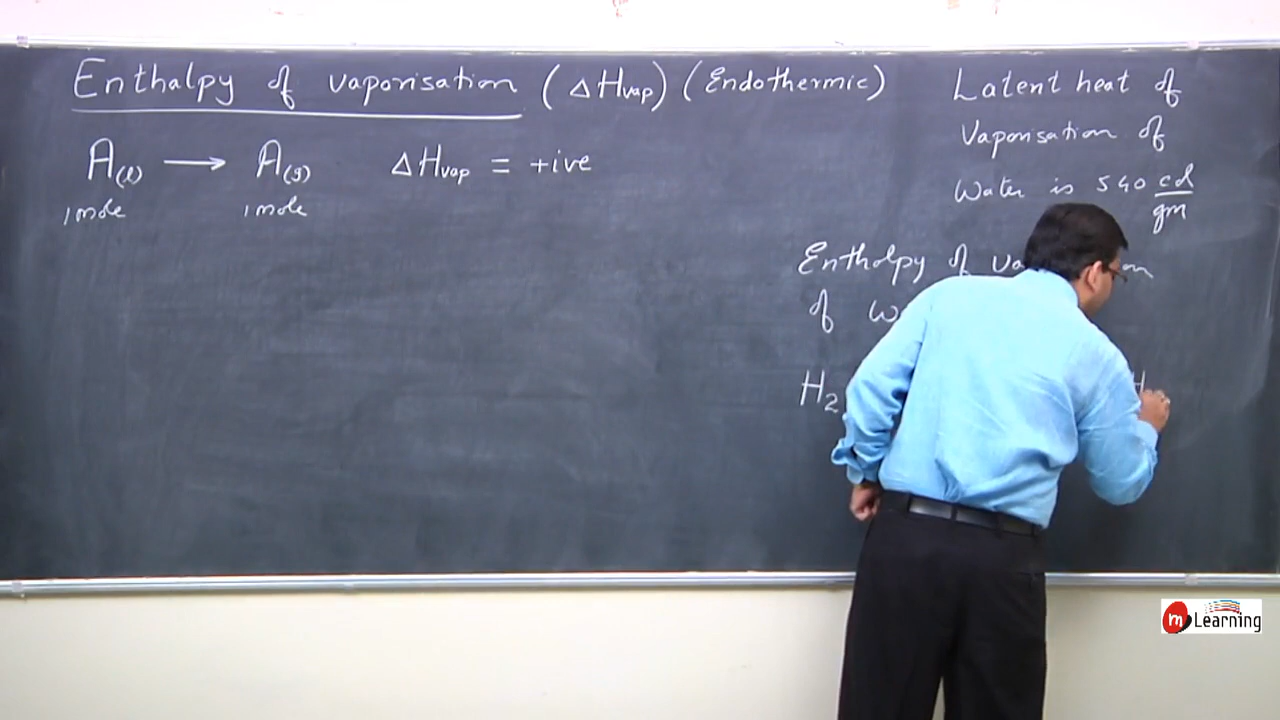 Enthalpy of vaporisation (ΔHvap) (Endothermic)
A(l) → A(g) ΔHvap = +ive
1 mole 1 mole
Latent heat of
Vaporisation of
Water is 540 cal/gm
Enthalpy of
of
H2
m Learning